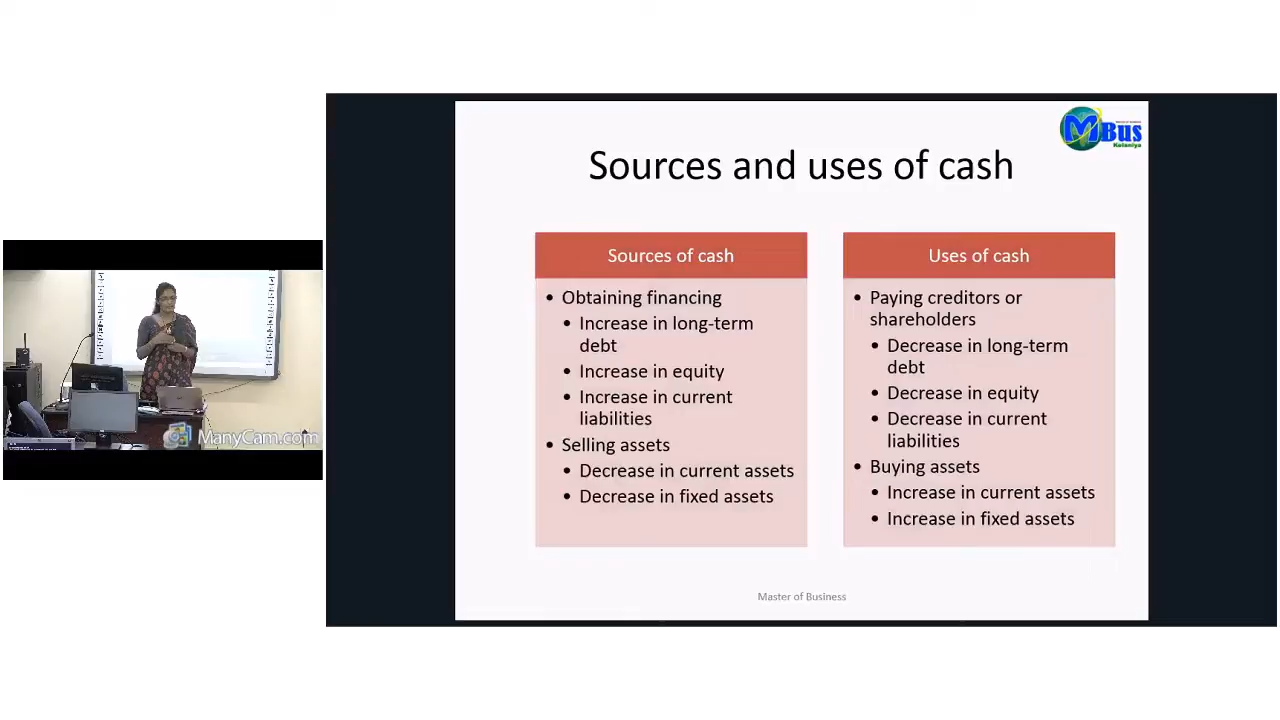 MBus
Kelaniya
Sources and uses of cash
Sources of cash
• Obtaining financing
• Increase in long-term
debt
• Increase in equity
• Increase in current
liabilities
• Selling assets
• Decrease in current assets
• Decrease in fixed assets
Uses of cash
• Paying creditors or
shareholders
• Decrease in long-term
debt
• Decrease in equity
• Decrease in current
liabilities
• Buying assets
• Increase in current assets
• Increase in fixed assets
Master of Business
ManyCam.com